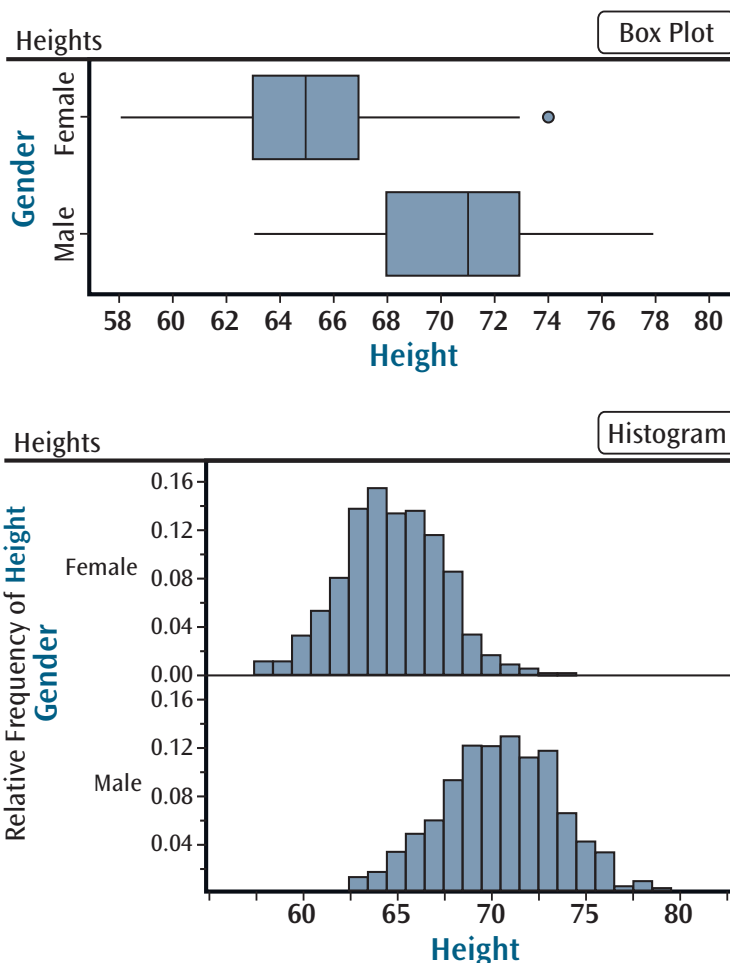 Heights
Box Plot
Gender
Female
Male
58 60 62 64 66 68 70 72 74 76 78 80
Height
Heights
Histogram
Relative Frequency of Height
Gender
Female
0.16
0.12
0.08
0.04
0.00
Male
0.16
0.12
0.08
0.04
60 65 70 75 80
Height